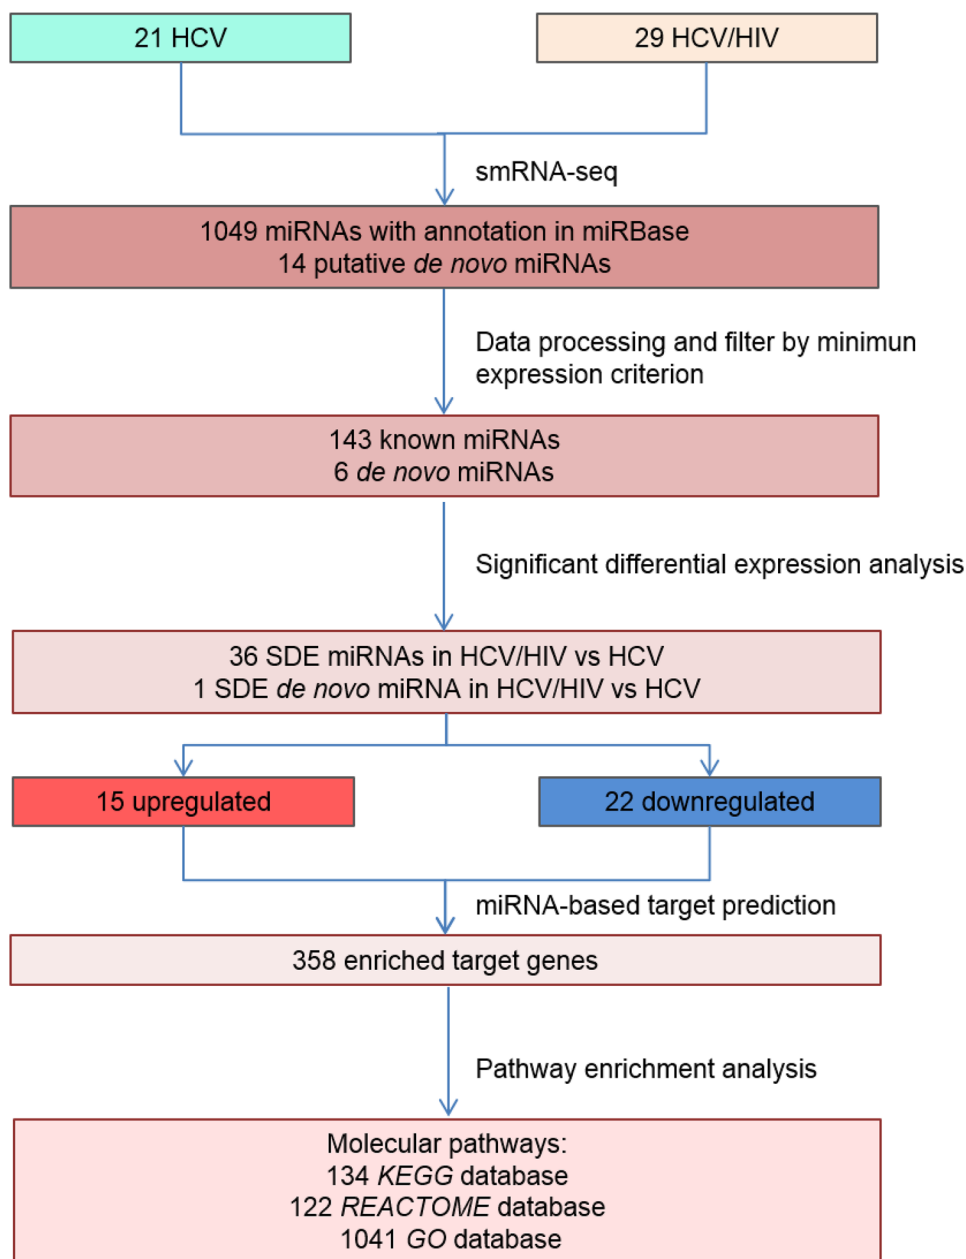 21 HCV
29 HCV/HIV
smRNA-seq
1049 miRNAs with annotation in miRBase
14 putative de novo miRNAs
Data processing and filter by minimun
expression criterion
143 known miRNAs
6 de novo miRNAs
Significant differential expression analysis
36 SDE miRNAs in HCV/HIV vs HCV
1 SDE de novo miRNA in HCV/HIV vs HCV
15 upregulated
22 downregulated
miRNA-based target prediction
358 enriched target genes
Pathway enrichment analysis
Molecular pathways:
134 KEGG database
122 REACTOME database
1041 GO database